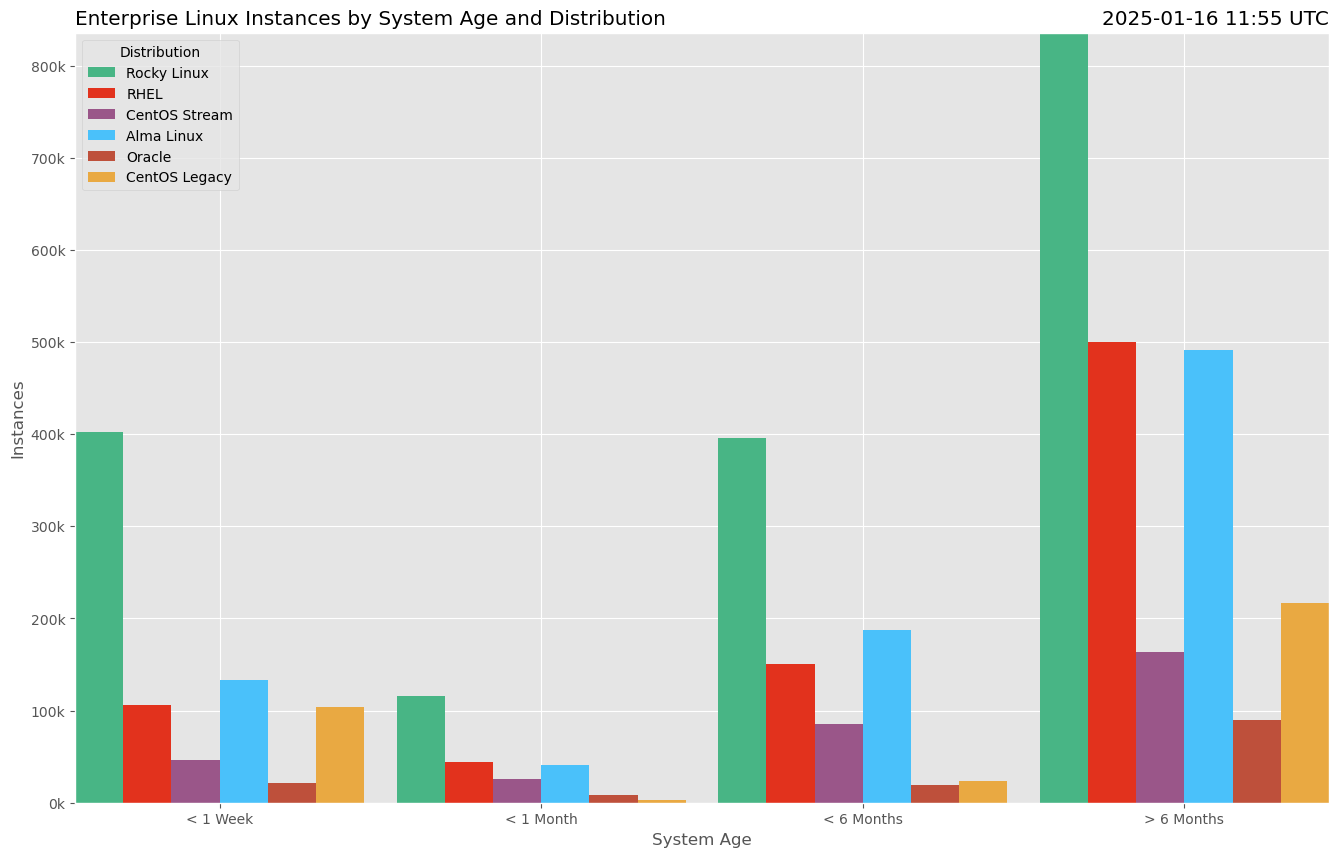 Enterprise Linux Instances by System Age and Distribution
2025-01-16 11:55 UTC
Distribution
Rocky Linux
RHEL
CentOS Stream
Alma Linux
Oracle
CentOS Legacy
800k
700k
600k
500k
400k
300k
200k
100k
0k
Instances
< 1 Week
< 1 Month
< 6 Months
> 6 Months
System Age